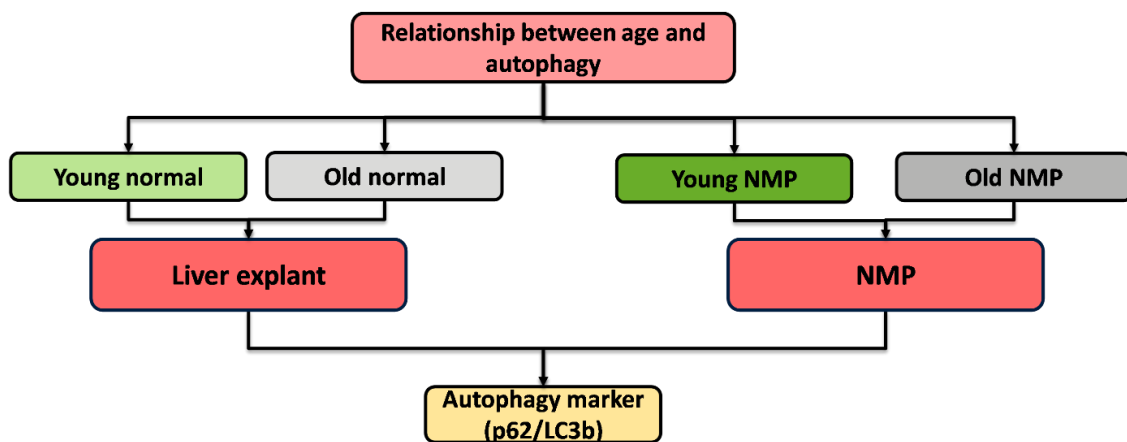 Relationship between age and
autophagy
Young normal
Old normal
Young NMP
Old NMP
Liver explant
NMP
Autophagy marker
(p62/LC3b)